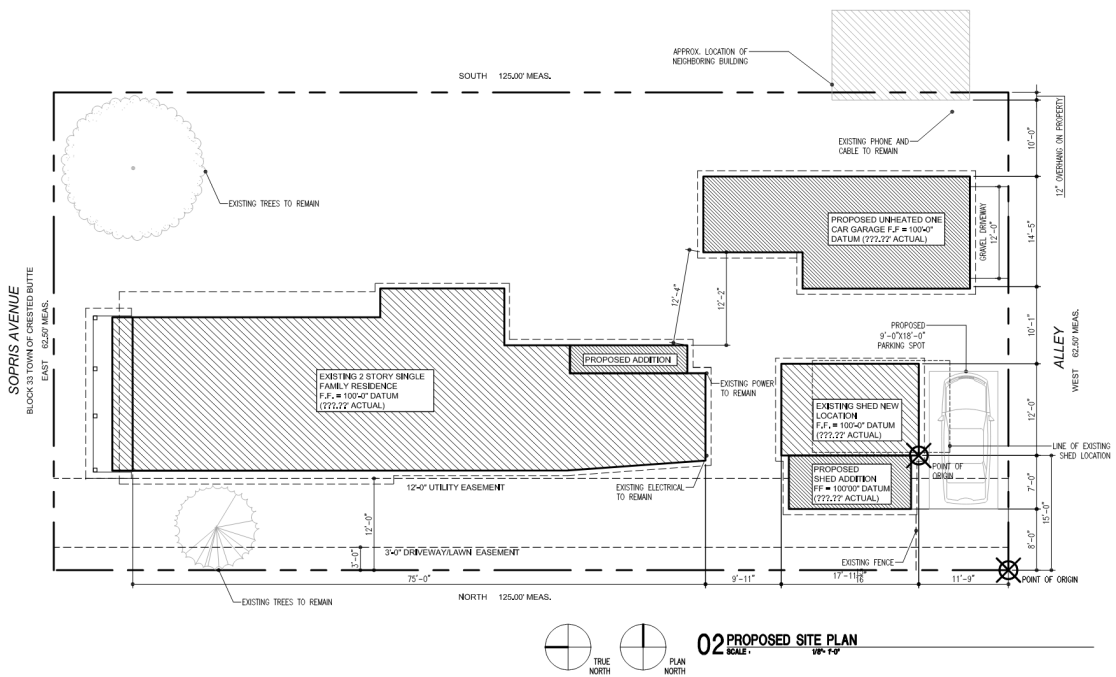 APPROX. LOCATION OF
NEIGHBORING BUILDING
SOUTH 125.00' MEAS.
EXISTING PHONE AND
CABLE TO REMAIN
10'-0"
12" OVERHANG ON PROPERTY
EXISTING TREES TO REMAIN
PROPOSED UNHEATED ONE
CAR GARAGE F.F = 100'-0"
DATUM (???.??' ACTUAL)
GRAVEL DRIVEWAY
12'-0"
14'-5"
SOPRIS AVENUE
BLOCK 33 TOWN OF CRESTED BUTTE
EAST 62.50' MEAS.
12'-4"
12'-2"
10'-1"
PROPOSED
9'-0"X18'-0"
PARKING SPOT
ALLEY
WEST 62.50' MEAS.
PROPOSED ADDITION
EXISTING 2 STORY SINGLE
FAMILY RESIDENCE
F.F. = 100'-0" DATUM
(???.??' ACTUAL)
EXISTING POWER
TO REMAIN
EXISTING SHED NEW
LOCATION
F.F. = 100'-0" DATUM
(???.??' ACTUAL)
12'-0"
LINE OF EXISTING
SHED LOCATION
POINT OF
ORIGIN
PROPOSED
SHED ADDITION
FF = 100'00" DATUM
(???.??' ACTUAL)
7'-0"
15'-0"
8'-0"
12'-0" UTILITY EASEMENT
EXISTING ELECTRICAL
TO REMAIN
12'-0"
3'-0"
3'-0" DRIVEWAY/LAWN EASEMENT
EXISTING FENCE
75'-0"
9'-11"
17'-11
11'-9"
POINT OF ORIGIN
NORTH 125.00' MEAS.
EXISTING TREES TO REMAIN
TRUE
NORTH
PLAN
NORTH
02 PROPOSED SITE PLAN
SCALE : 1/8"= 1'-0"